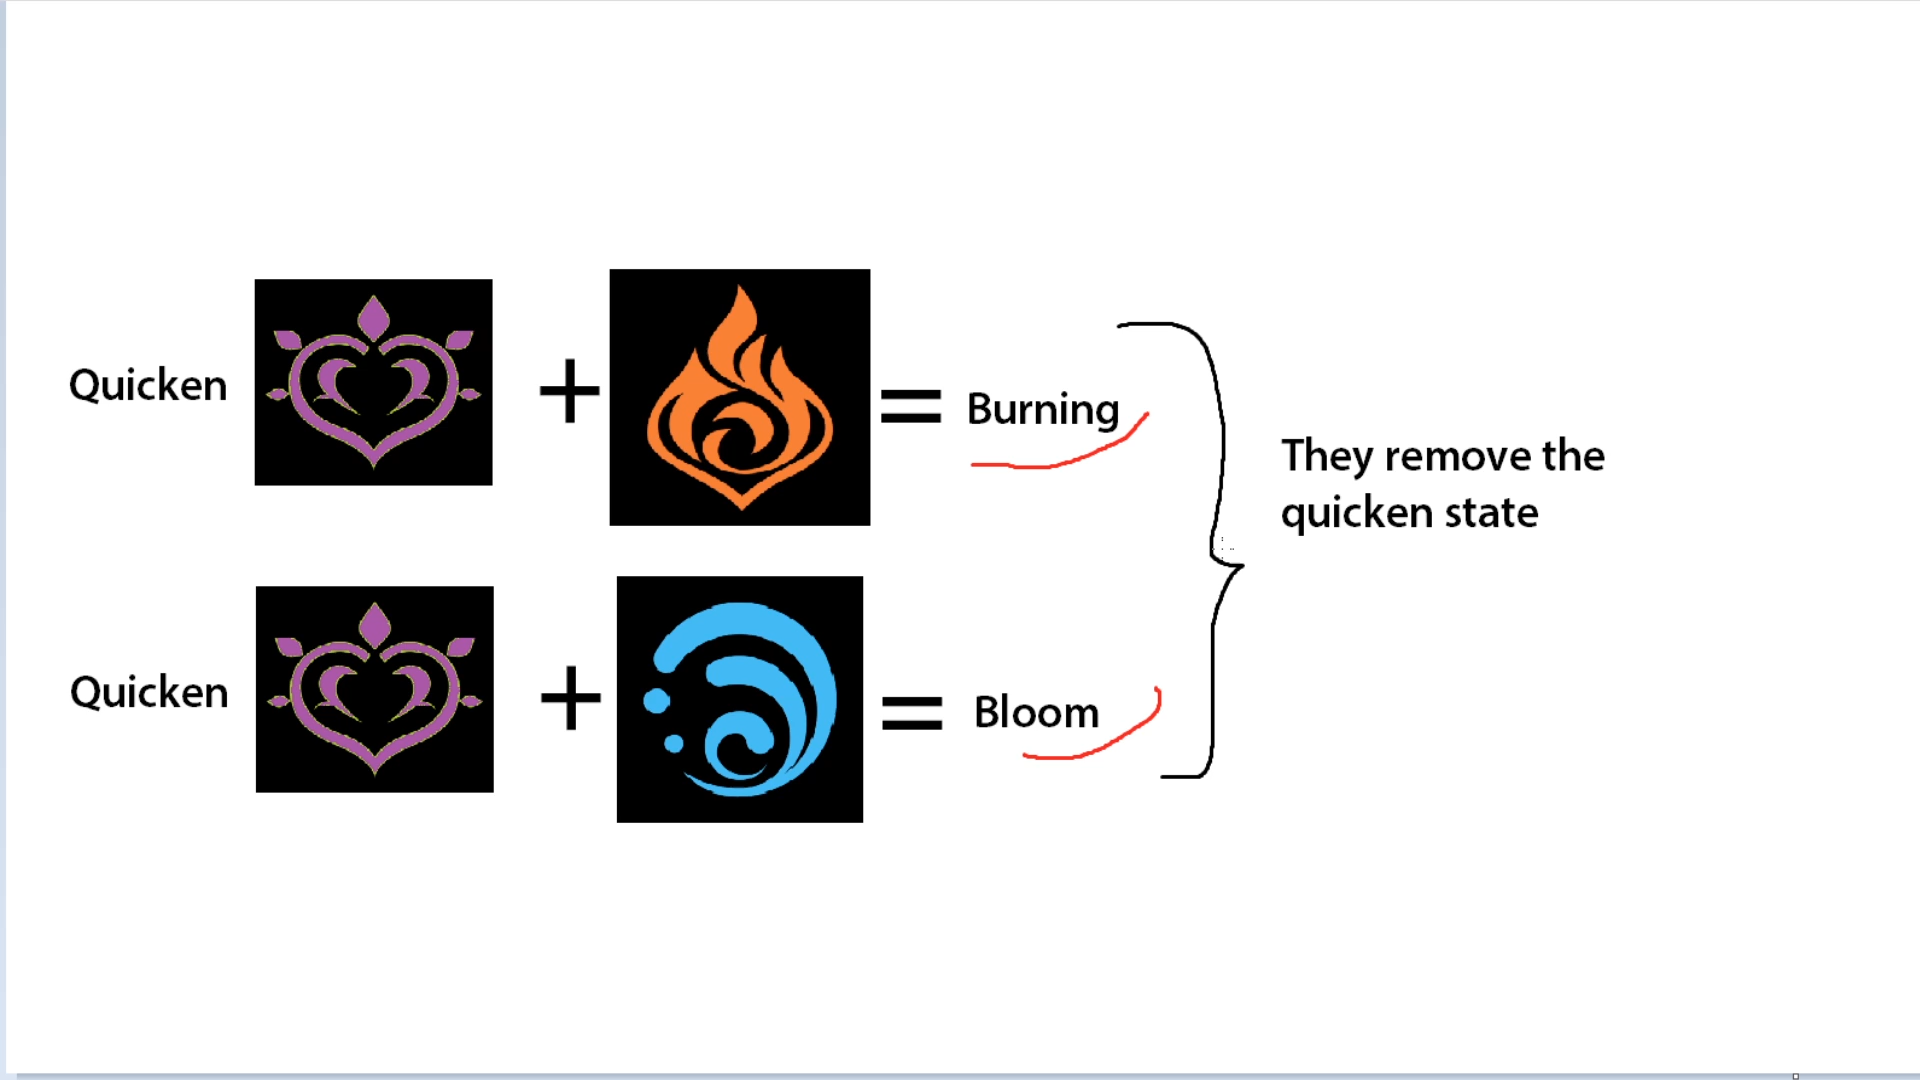 Quicken + = Burning
Quicken + = Bloom
They remove the
quicken state